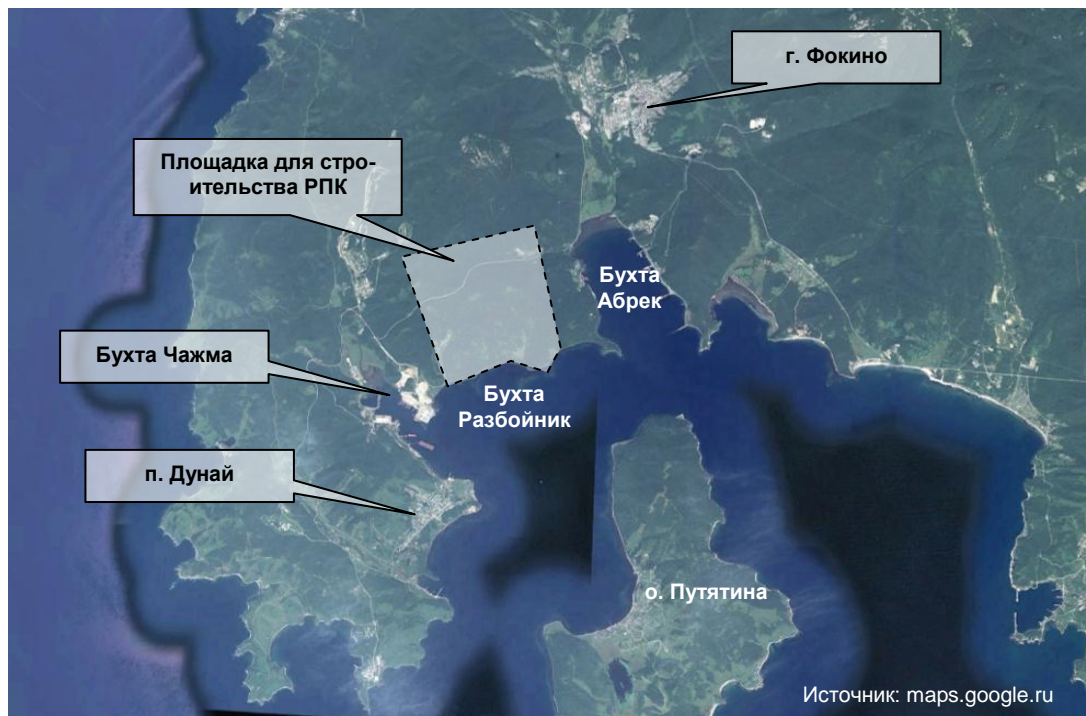 г. Фокино
Площадка для стро-
ительства РПК
Бухта
Абрек
Бухта Чажма
Бухта
Разбойник
п. Дунай
о. Путятина
Источник: maps.google.ru